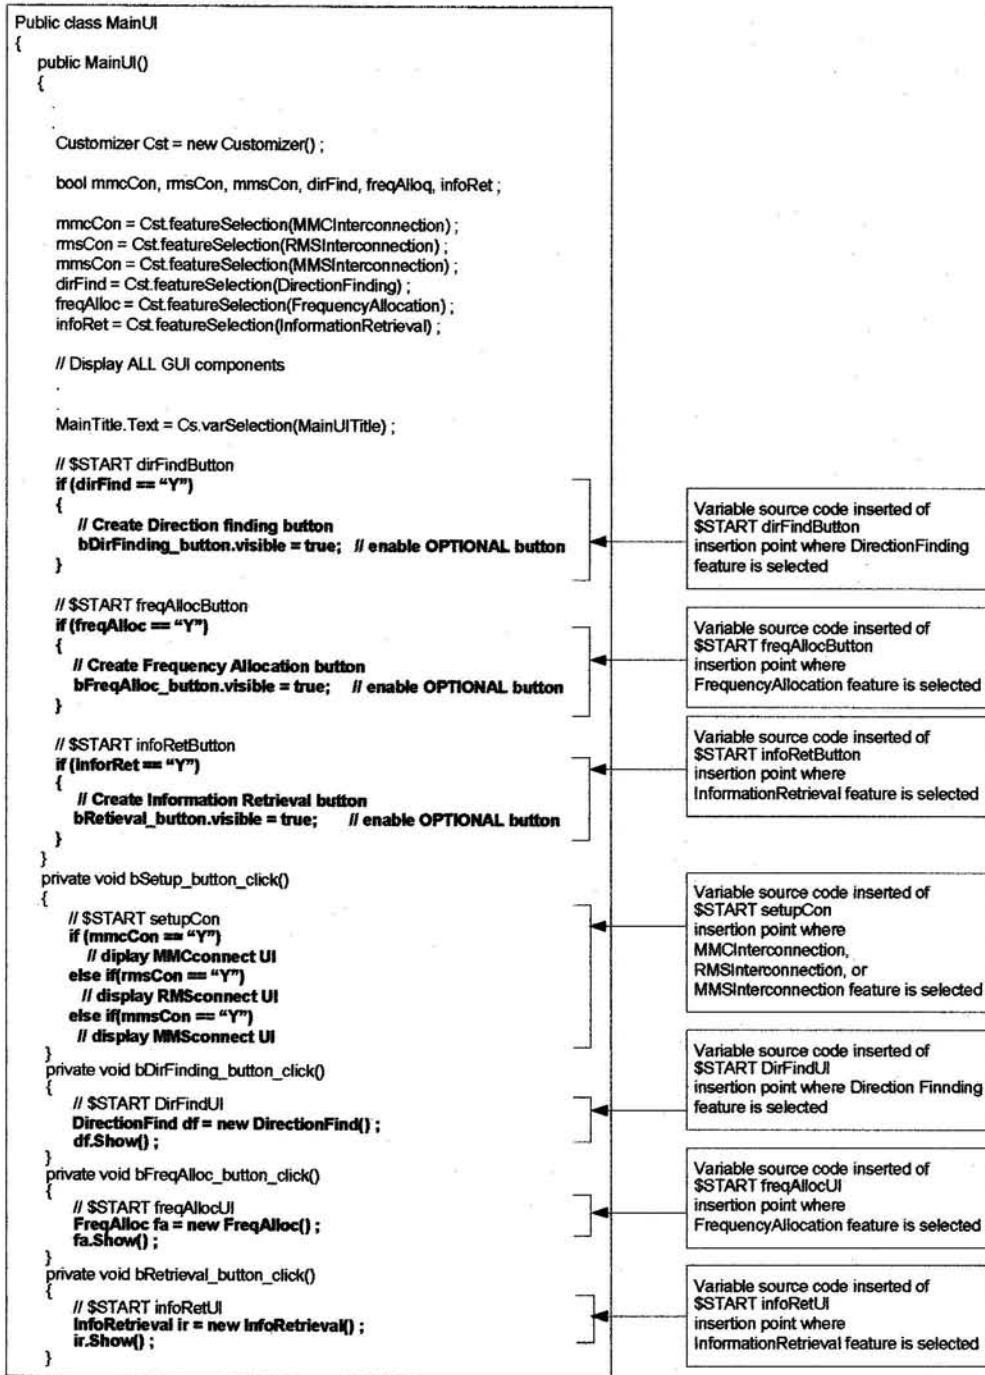 Public class MainUI
{
public MainUI()
{
.
.
Customizer Cst = new Customizer() ;
bool mmcCon, rmsCon, mmsCon, dirFind, freqAlloq, infoRet ;
mmcCon = Cst.featureSelection(MMCInterconnection) ;
rmsCon = Cst.featureSelection(RMSInterconnection) ;
mmsCon = Cst.featureSelection(MMSInterconnection) ;
dirFind = Cst.featureSelection(DirectionFinding) ;
freqAlloc = Cst.featureSelection(FrequencyAllocation) ;
infoRet = Cst.featureSelection(InformationRetrieval) ;
// Display ALL GUI components
.
.
MainTitle.Text = Cs.varSelection(MainUITitle) ;
// $START dirFindButton
if (dirFind == "Y")
{
// Create Direction finding button
bDirFinding_button.visible = true; // enable OPTIONAL button
}
// $START freqAllocButton
if (freqAlloc == "Y")
{
// Create Frequency Allocation button
bFreqAlloc_button.visible = true; // enable OPTIONAL button
}
// $START infoRetButton
if (inforRet == "Y")
{
// Create Information Retrieval button
bRetieval_button.visible = true; // enable OPTIONAL button
}
}
private void bSetup_button_click()
{
// $START setupCon
if (mmcCon == "Y")
// diplay MMCconnect UI
else if(rmsCon == "Y")
// display RMSconnect UI
else if(mmsCon == "Y")
// display MMSconnect UI
}
private void bDirFinding_button_click()
{
// $START DirFindUI
DirectionFind df = new DirectionFind() ;
df.Show() ;
}
private void bFreqAlloc_button_click()
{
// $START freqAllocUI
FreqAlloc fa = new FreqAlloc() ;
fa.Show() ;
}
private void bRetrieval_button_click()
{
// $START infoRetUI
InfoRetrieval ir = new InfoRetrieval() ;
ir.Show() ;
}
Variable source code inserted of
$START dirFindButton
insertion point where DirectionFinding
feature is selected
Variable source code inserted of
$START freqAllocButton
insertion point where
FrequencyAllocation feature is selected
Variable source code inserted of
$START infoRetButton
insertion point where
InformationRetrieval feature is selected
Variable source code inserted of
$START setupCon
insertion point where
MMCInterconnection,
RMSInterconnection, or
MMSInterconnection feature is selected
Variable source code inserted of
$START DirFindUI
insertion point where Direction Finnding
feature is selected
Variable source code inserted of
$START freqAllocUI
insertion point where
FrequencyAllocation feature is selected
Variable source code inserted of
$START infoRetUI
insertion point where
InformationRetrieval feature is selected